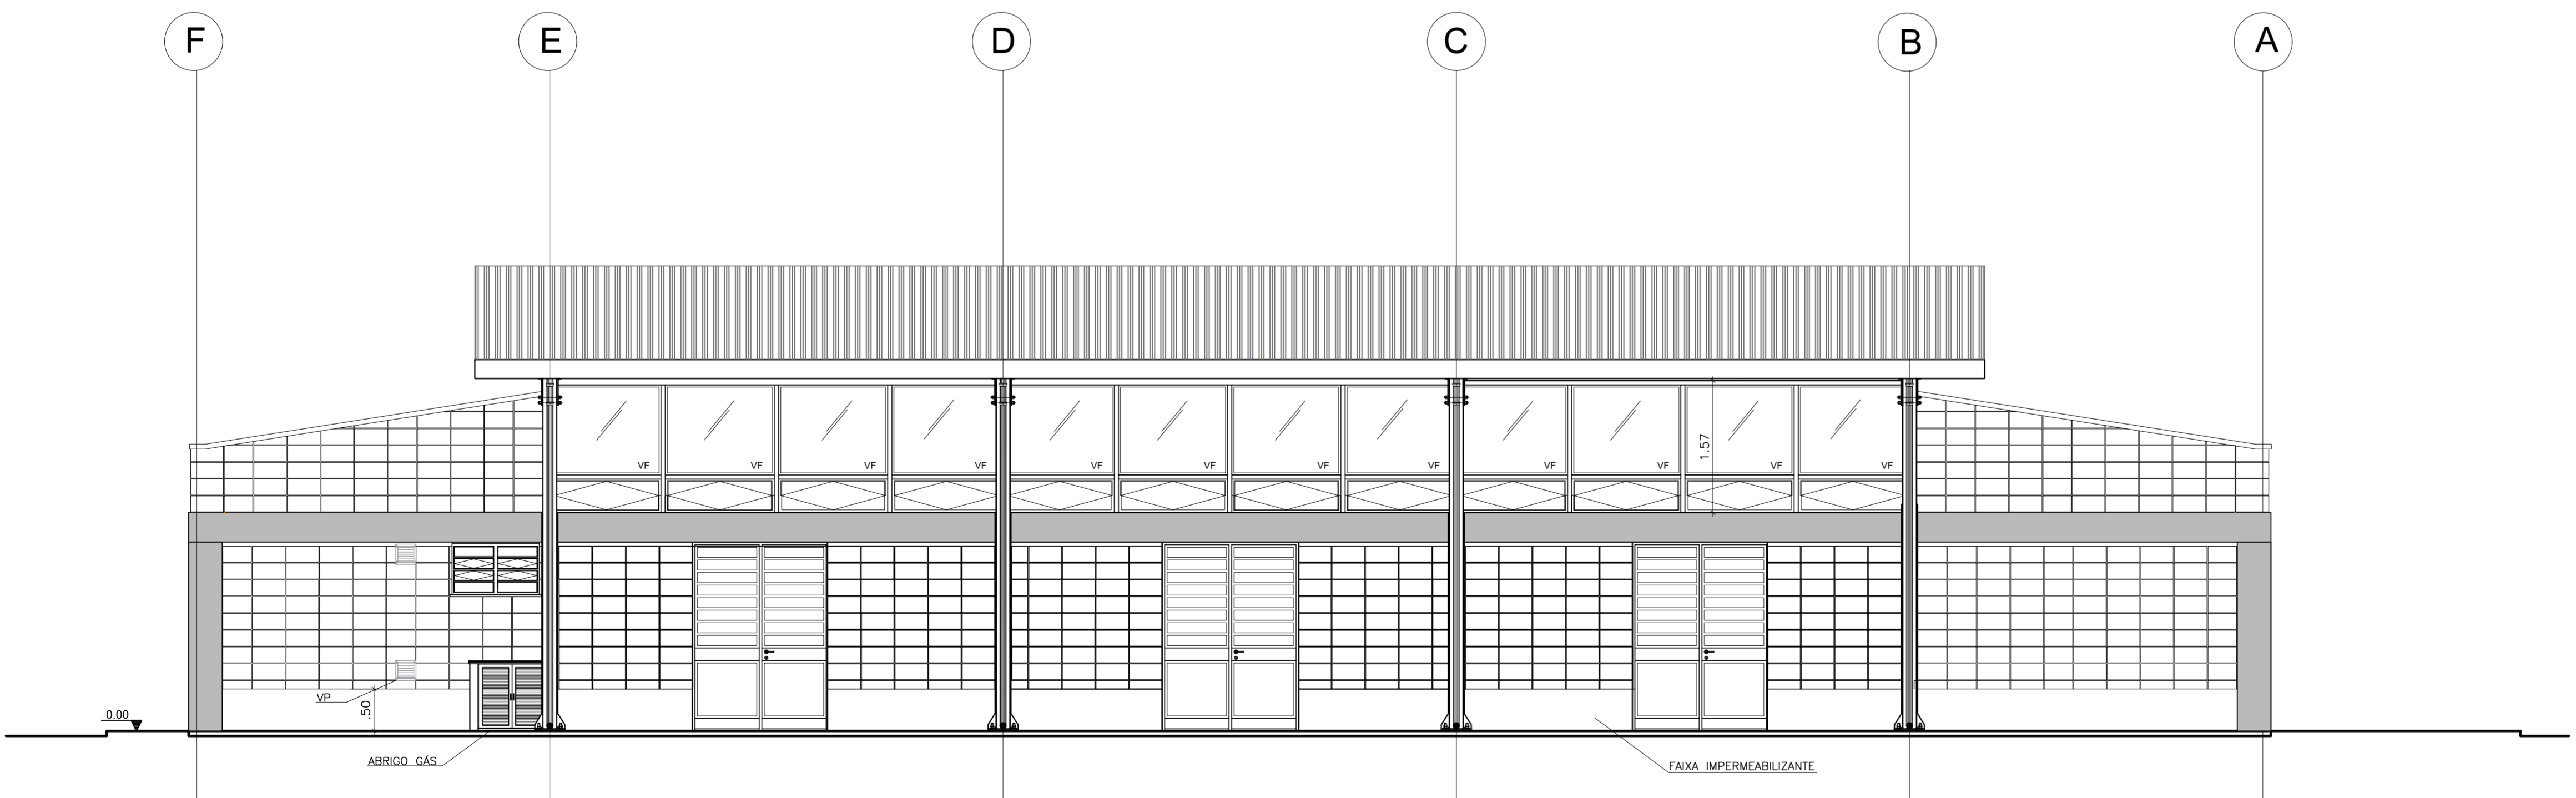 F E D C B A
VF VF VF VF VF VF VF VF VF VF VF VF
1.57
VP
.50
0.00
ABRIGO GÁS
FAIXA IMPERMEABILIZANTE